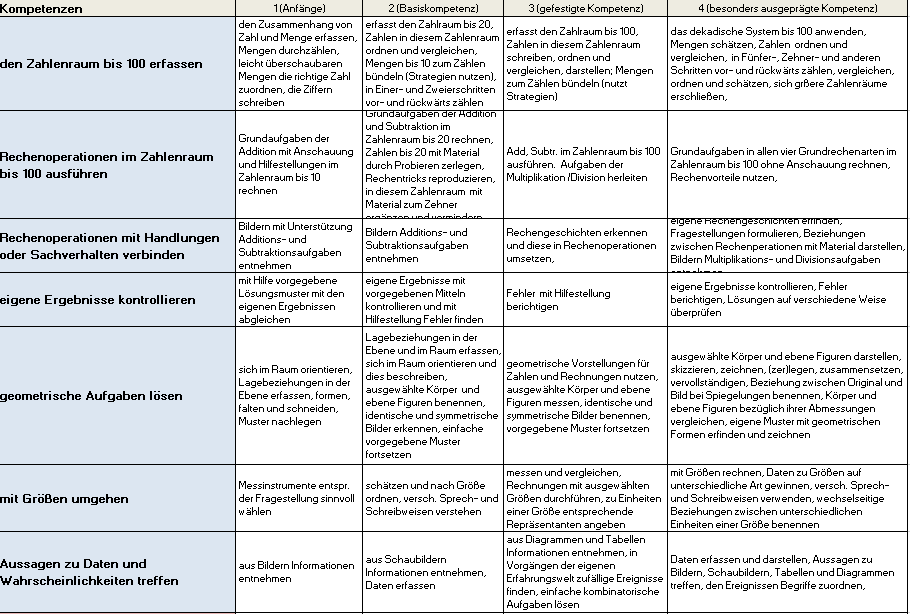 Kompetenzen
1 (Anfänge)
2 (Basiskompetenz)
3 (gefestigte Kompetenz)
4 (besonders ausgeprägte Kompetenz)
den Zahlenraum bis 100 erfassen
den Zusammenhang von
Zahl und Menge erfassen,
Mengen durchzählen,
leicht überschaubaren
Mengen die richtige Zahl
zuordnen, die Ziffern
schreiben
erfasst den Zahlraum bis 20,
Zahlen in diesem Zahlenraum
ordnen und vergleichen,
Mengen bis 10 zum Zählen
bündeln (Strategien nutzen),
in Einer- und Zweierschritten
vor- und rückwärts zählen
erfasst den Zahlraum bis 100,
Zahlen in diesem Zahlenraum
schreiben, ordnen und
vergleichen, darstellen; Mengen
zum Zählen bündeln (nutzt
Strategien)
das dekadische System bis 100 anwenden,
Mengen schätzen, Zahlen ordnen und
vergleichen, in Fünfer-, Zehner- und anderen
Schritten vor- und rückwärts zählen, vergleichen,
ordnen und schätzen, sich grßere Zahlenräume
erschließen,
Rechenoperationen im Zahlenraum
bis 100 ausführen
Grundaufgaben der
Addition mit Anschauung
und Hilfestellungen im
Zahlenraum bis 10
rechnen
Grundaufgaben der Addition
und Subtraktion im
Zahlenraum bis 20 rechnen,
Zahlen bis 20 mit Material
durch Probieren zerlegen,
Rechentricks reproduzieren,
in diesem Zahlenraum mit
Material zum Zehner
ergänzen und vermindern
Add, Subtr. im Zahlenraum bis 100
ausführen. Aufgaben der
Multiplikation /Division herleiten
Grundaufgaben in allen vier Grundrechenarten im
Zahlenraum bis 100 ohne Anschauung rechnen,
Rechenvorteile nutzen,
Rechenoperationen mit Handlungen
oder Sachverhalten verbinden
Bildern mit Unterstützung
Additions- und
Subtraktionsaufgaben
entnehmen
Bildern Additions- und
Subtraktionsaufgaben
entnehmen
Rechengeschichten erkennen
und diese in Rechenoperationen
umsetzen,
eigene Rechengeschichten erfinden,
Fragestellungen formulieren, Beziehungen
zwischen Rechenperationen mit Material darstellen,
Bildern Multiplikations- und Divisionsaufgaben
entnehmen
eigene Ergebnisse kontrollieren
mit Hilfe vorgegebene
Lösungsmuster mit den
eigenen Ergebnissen
abgleichen
eigene Ergebnisse mit
vorgegebenen Mitteln
kontrollieren und mit
Hilfestellung Fehler finden
Fehler mit Hilfestellung
berichtigen
eigene Ergebnisse kontrollieren, Fehler
berichtigen, Lösungen auf verschiedene Weise
überprüfen
geometrische Aufgaben lösen
sich im Raum orientieren,
Lagebeziehungen in der
Ebene erfassen, formen,
falten und schneiden,
Muster nachlegen
Lagebeziehungen in der
Ebene und im Raum erfassen,
sich im Raum orientieren und
dies beschreiben,
ausgewählte Körper und
ebene Figuren benennen,
identische und symmetrische
Bilder erkennen, einfache
vorgegebene Muster
fortsetzen
geometrische Vorstellungen für
Zahlen und Rechnungen nutzen,
ausgewählte Körper und ebene
Figuren messen, identische und
symmetrische Bilder benennen,
vorgegebene Muster fortsetzen
ausgewählte Körper und ebene Figuren darstellen,
skizzieren, zeichnen, (zer)legen, zusammensetzen,
vervollständigen, Beziehung zwischen Original und
Bild bei Spiegelungen benennen, Körper und
ebene Figuren bezüglich ihrer Abmessungen
vergleichen, eigene Muster mit geometrischen
Formen erfinden und zeichnen
mit Größen umgehen
Messinstrumente entspr.
der Fragestellung sinnvoll
wählen
schätzen und nach Größe
ordnen, versch. Sprech- und
Schreibweisen verstehen
messen und vergleichen,
Rechnungen mit ausgewählten
Größen durchführen, zu Einheiten
einer Größe entsprechende
Repräsentanten angeben
mit Größen rechnen, Daten zu Größen auf
unterschiedliche Art gewinnen, versch. Sprech-
und Schreibweisen verwenden, wechselseitige
Beziehungen zwischen unterschiedlichen
Einheiten einer Größe benennen
Aussagen zu Daten und
Wahrscheinlichkeiten treffen
aus Bildern Informationen
entnehmen
aus Schaubildern
Informationen entnehmen,
Daten erfassen
aus Diagrammen und Tabellen
Informationen entnehmen, in
Vorgängen der eigenen
Erfahrungswelt zufällige Ereignisse
finden, einfache kombinatorische
Aufgaben lösen
Daten erfassen und darstellen, Aussagen zu
Bildern, Schaubildern, Tabellen und Diagrammen
treffen, den Ereignissen Begriffe zuordnen,